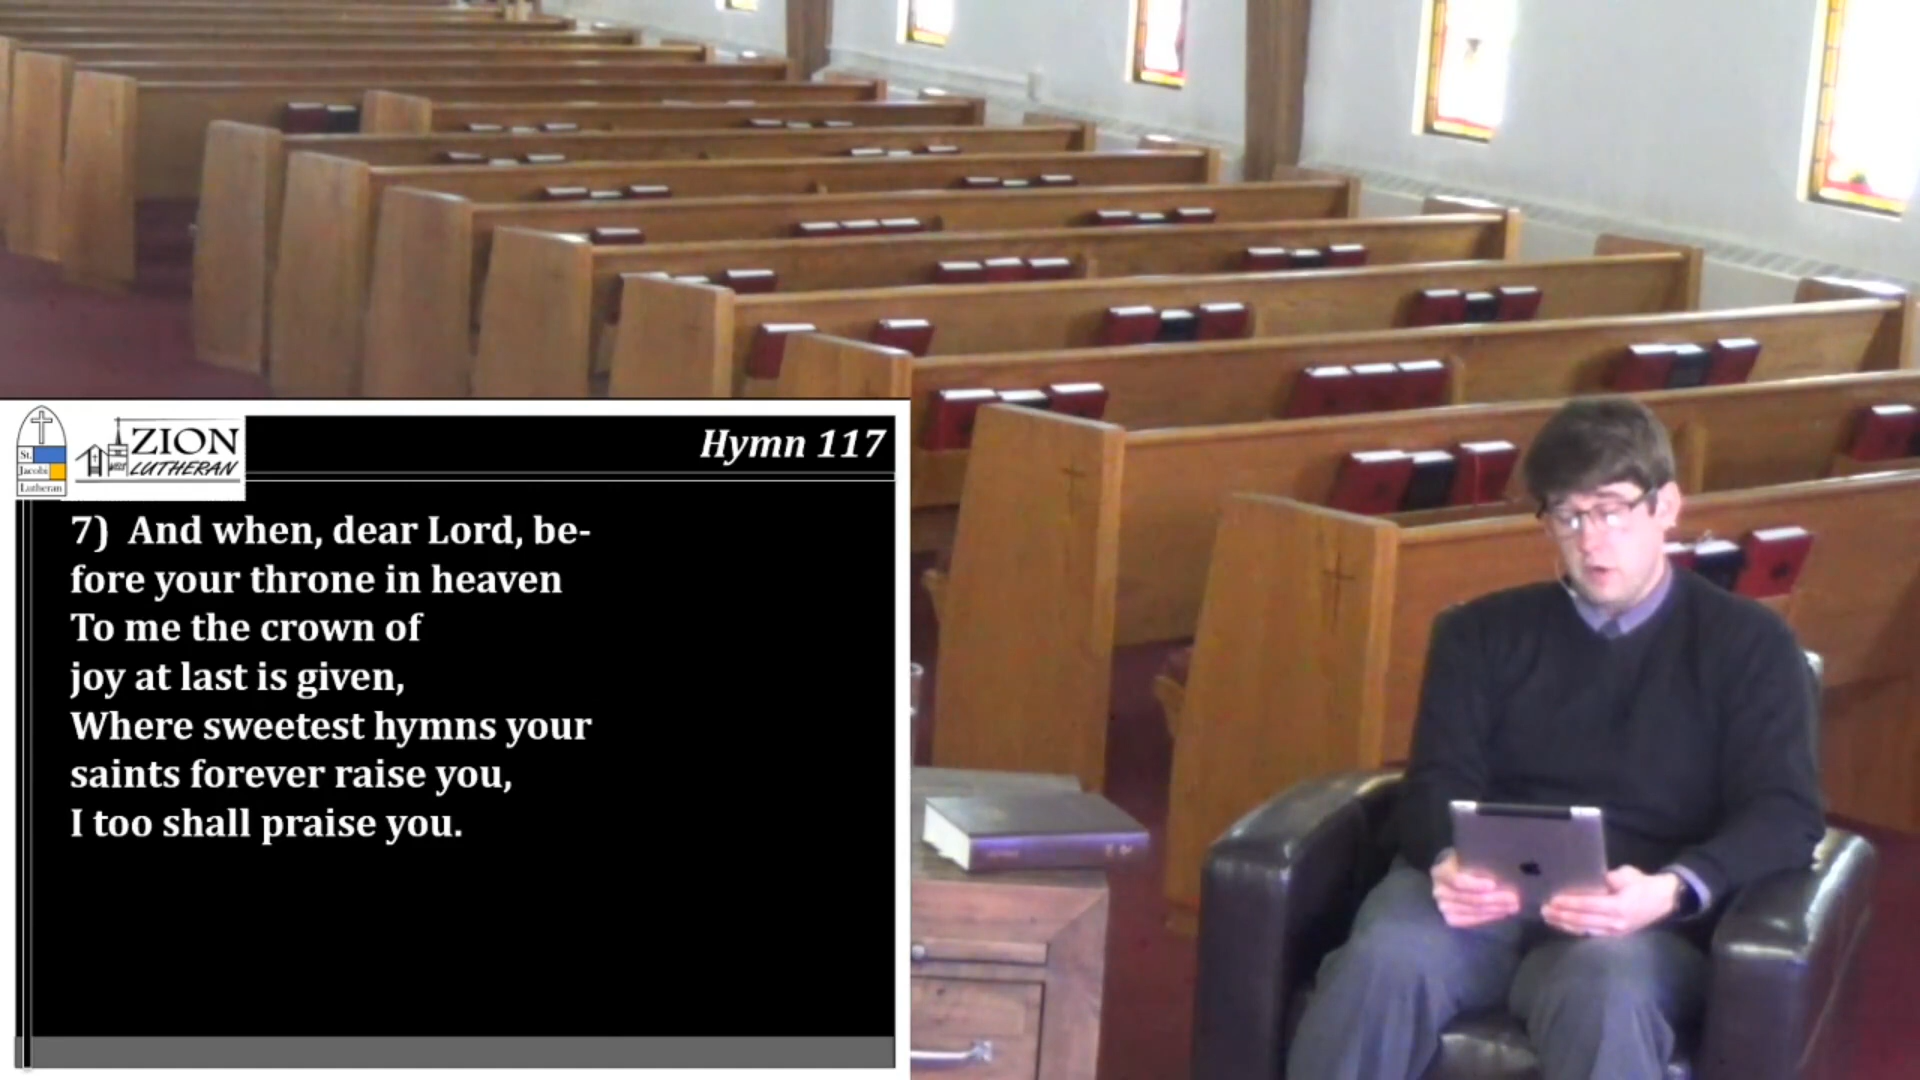 St.
Jacobi
Lutheran
ZION
LUTHERAN
Hymn 117
7) And when, dear Lord, be-
fore your throne in heaven
To me the crown of
joy at last is given,
Where sweetest hymns your
saints forever raise you,
I too shall praise you.